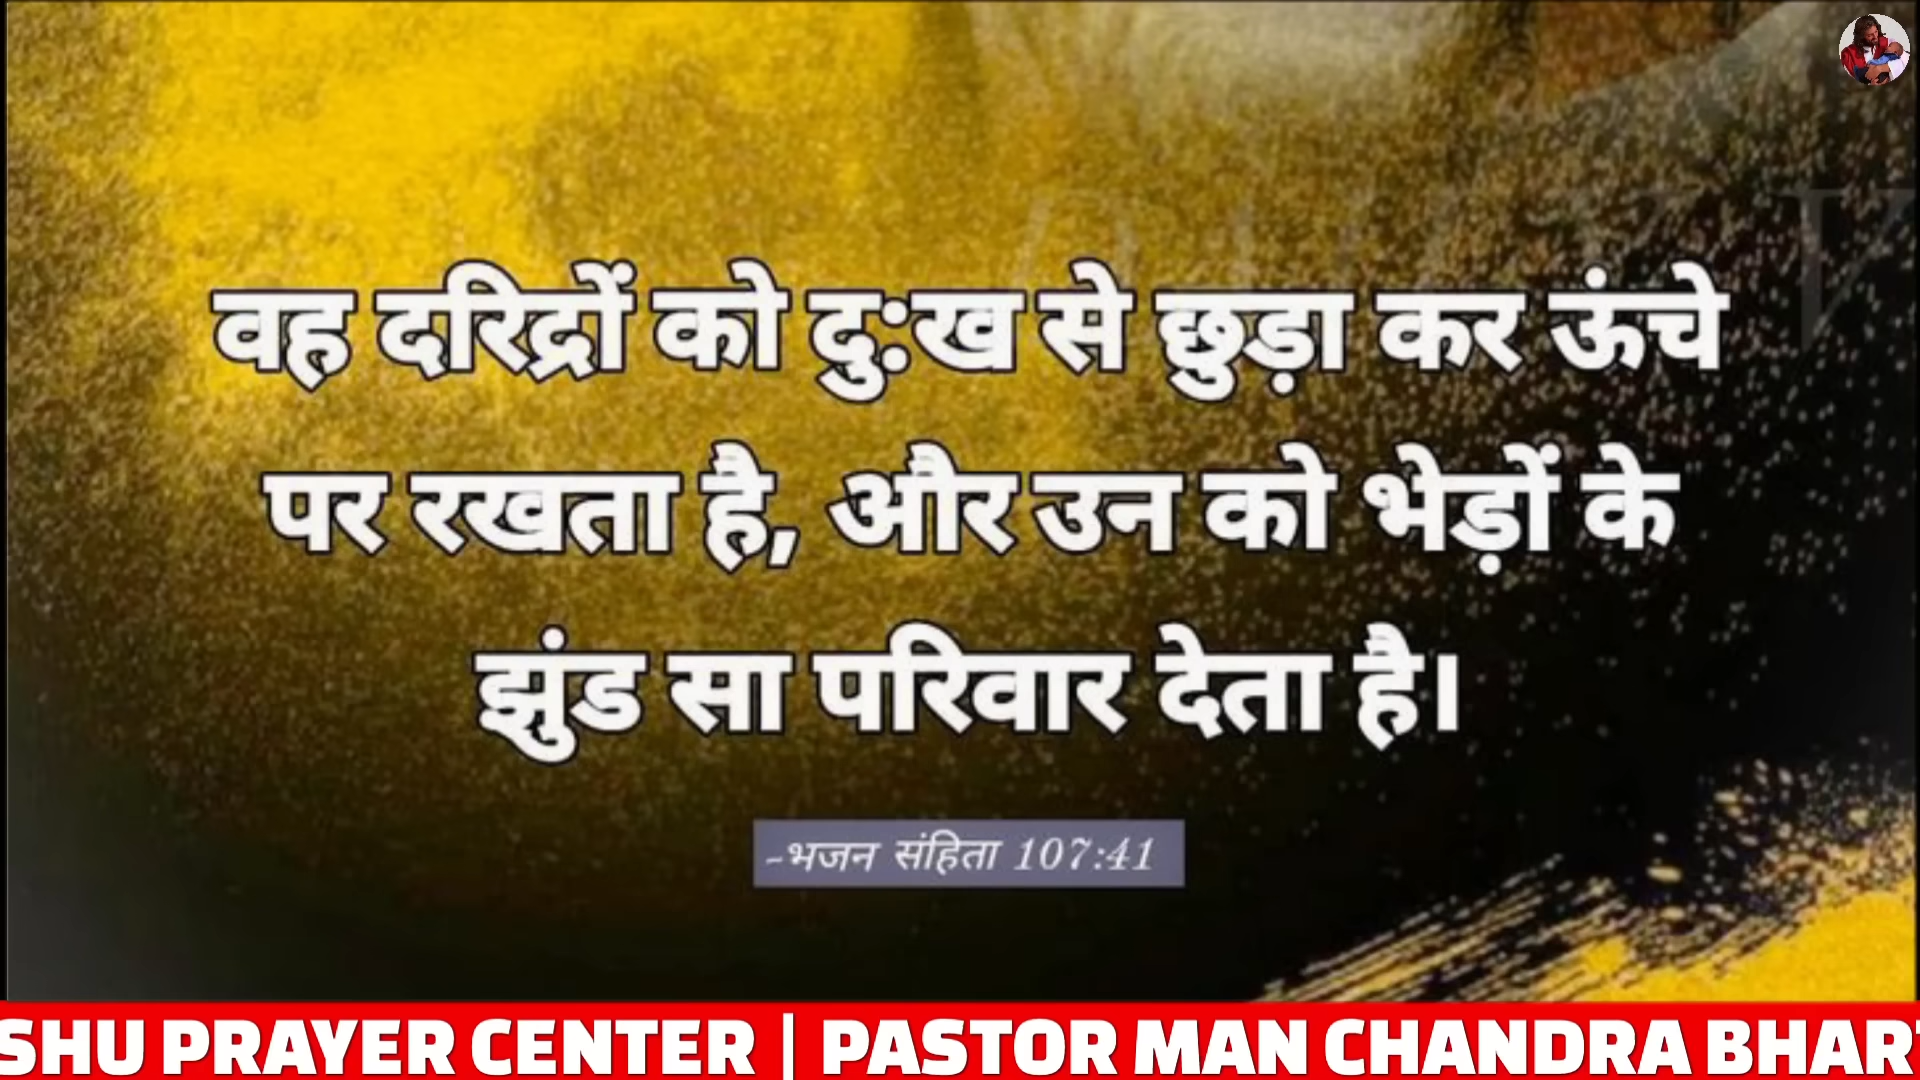 वह दरिद्रों को दु:ख से छुड़ा कर ऊंचे
पर रखता है, और उन को भेड़ों के
झुंड सा परिवार देता है।
-भजन संहिता 107:41
SHU PRAYER CENTER | PASTOR MAN CHANDRA BHAR